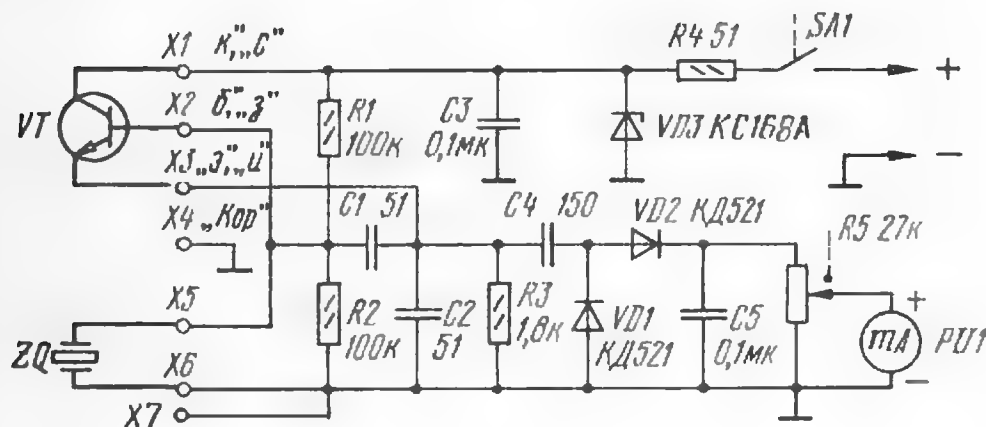 X1 „К”, „С”
R4 51
SA1
+
X2 „Б”, „З”
VT
R1 100к
C3 0,1мк
VD3 КС168А
−
X3 „Э”, „И”
C1 51
C4 150
VD2 КД521
R5 27к
X4 „Кор”
X5
R2 100к
C2 51
R3 1,8к
VD1 КД521
C5 0,1мк
+
mA
PU1
−
ZQ
X6
X7